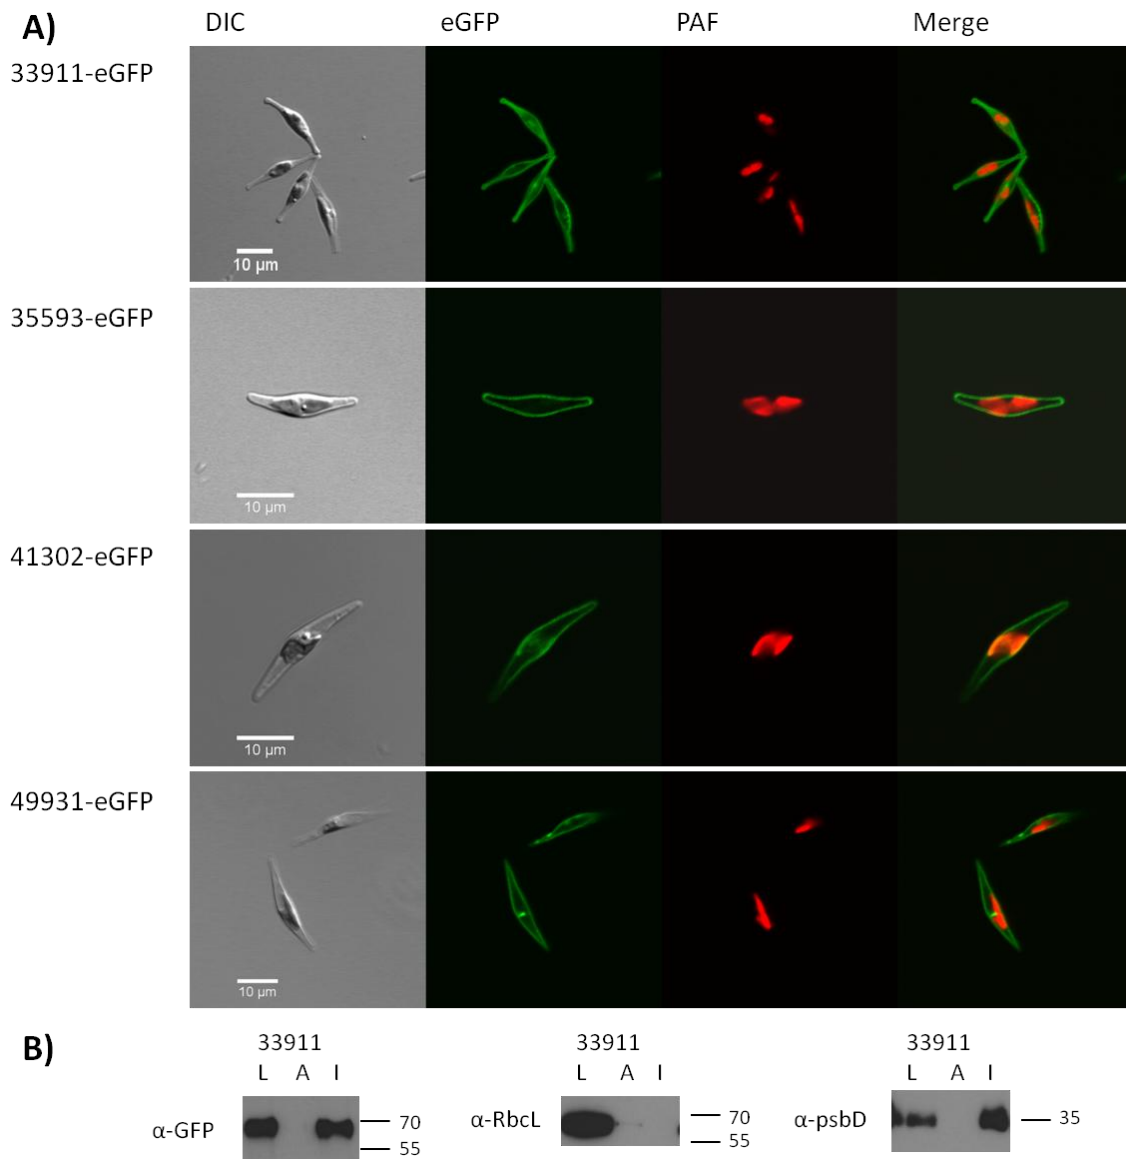 A)
DIC eGFP PAF Merge
33911-eGFP
10 µm
35593-eGFP
10 µm
41302-eGFP
10 µm
49931-eGFP
10 µm
B)
33911 33911 33911
L A I L A I L A I
α-GFP 70 α-RbcL 70 α-psbD 35
55 55